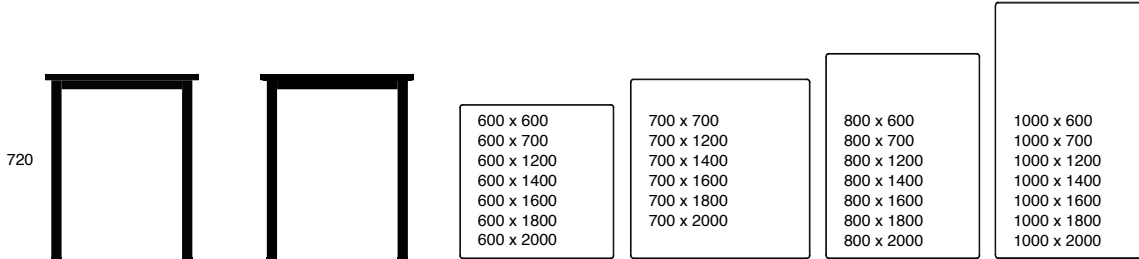 720
600 x 600
600 x 700
600 x 1200
600 x 1400
600 x 1600
600 x 1800
600 x 2000
700 x 700
700 x 1200
700 x 1400
700 x 1600
700 x 1800
700 x 2000
800 x 600
800 x 700
800 x 1200
800 x 1400
800 x 1600
800 x 1800
800 x 2000
1000 x 600
1000 x 700
1000 x 1200
1000 x 1400
1000 x 1600
1000 x 1800
1000 x 2000